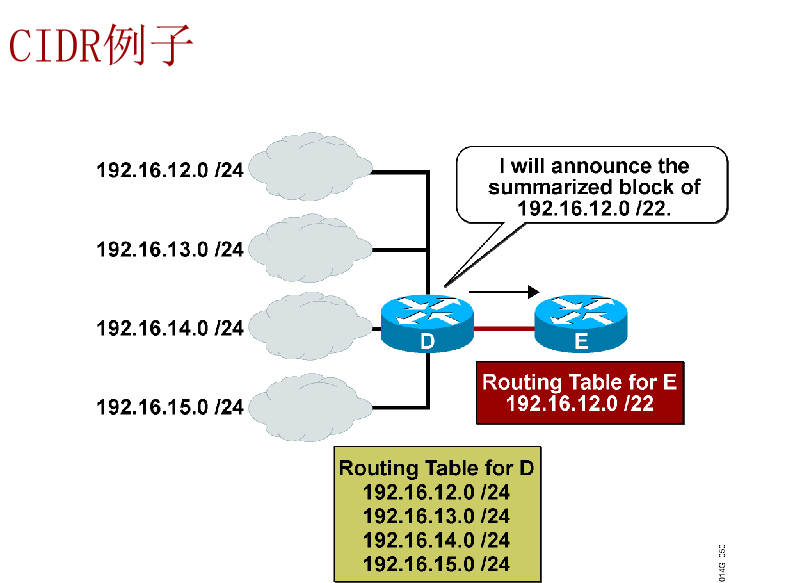 CIDR例子
192.16.12.0 /24
I will announce the
summarized block of
192.16.12.0 /22.
192.16.13.0 /24
192.16.14.0 /24
D
E
192.16.15.0 /24
Routing Table for E
192.16.12.0 /22
Routing Table for D
192.16.12.0 /24
192.16.13.0 /24
192.16.14.0 /24
192.16.15.0 /24
014G_050